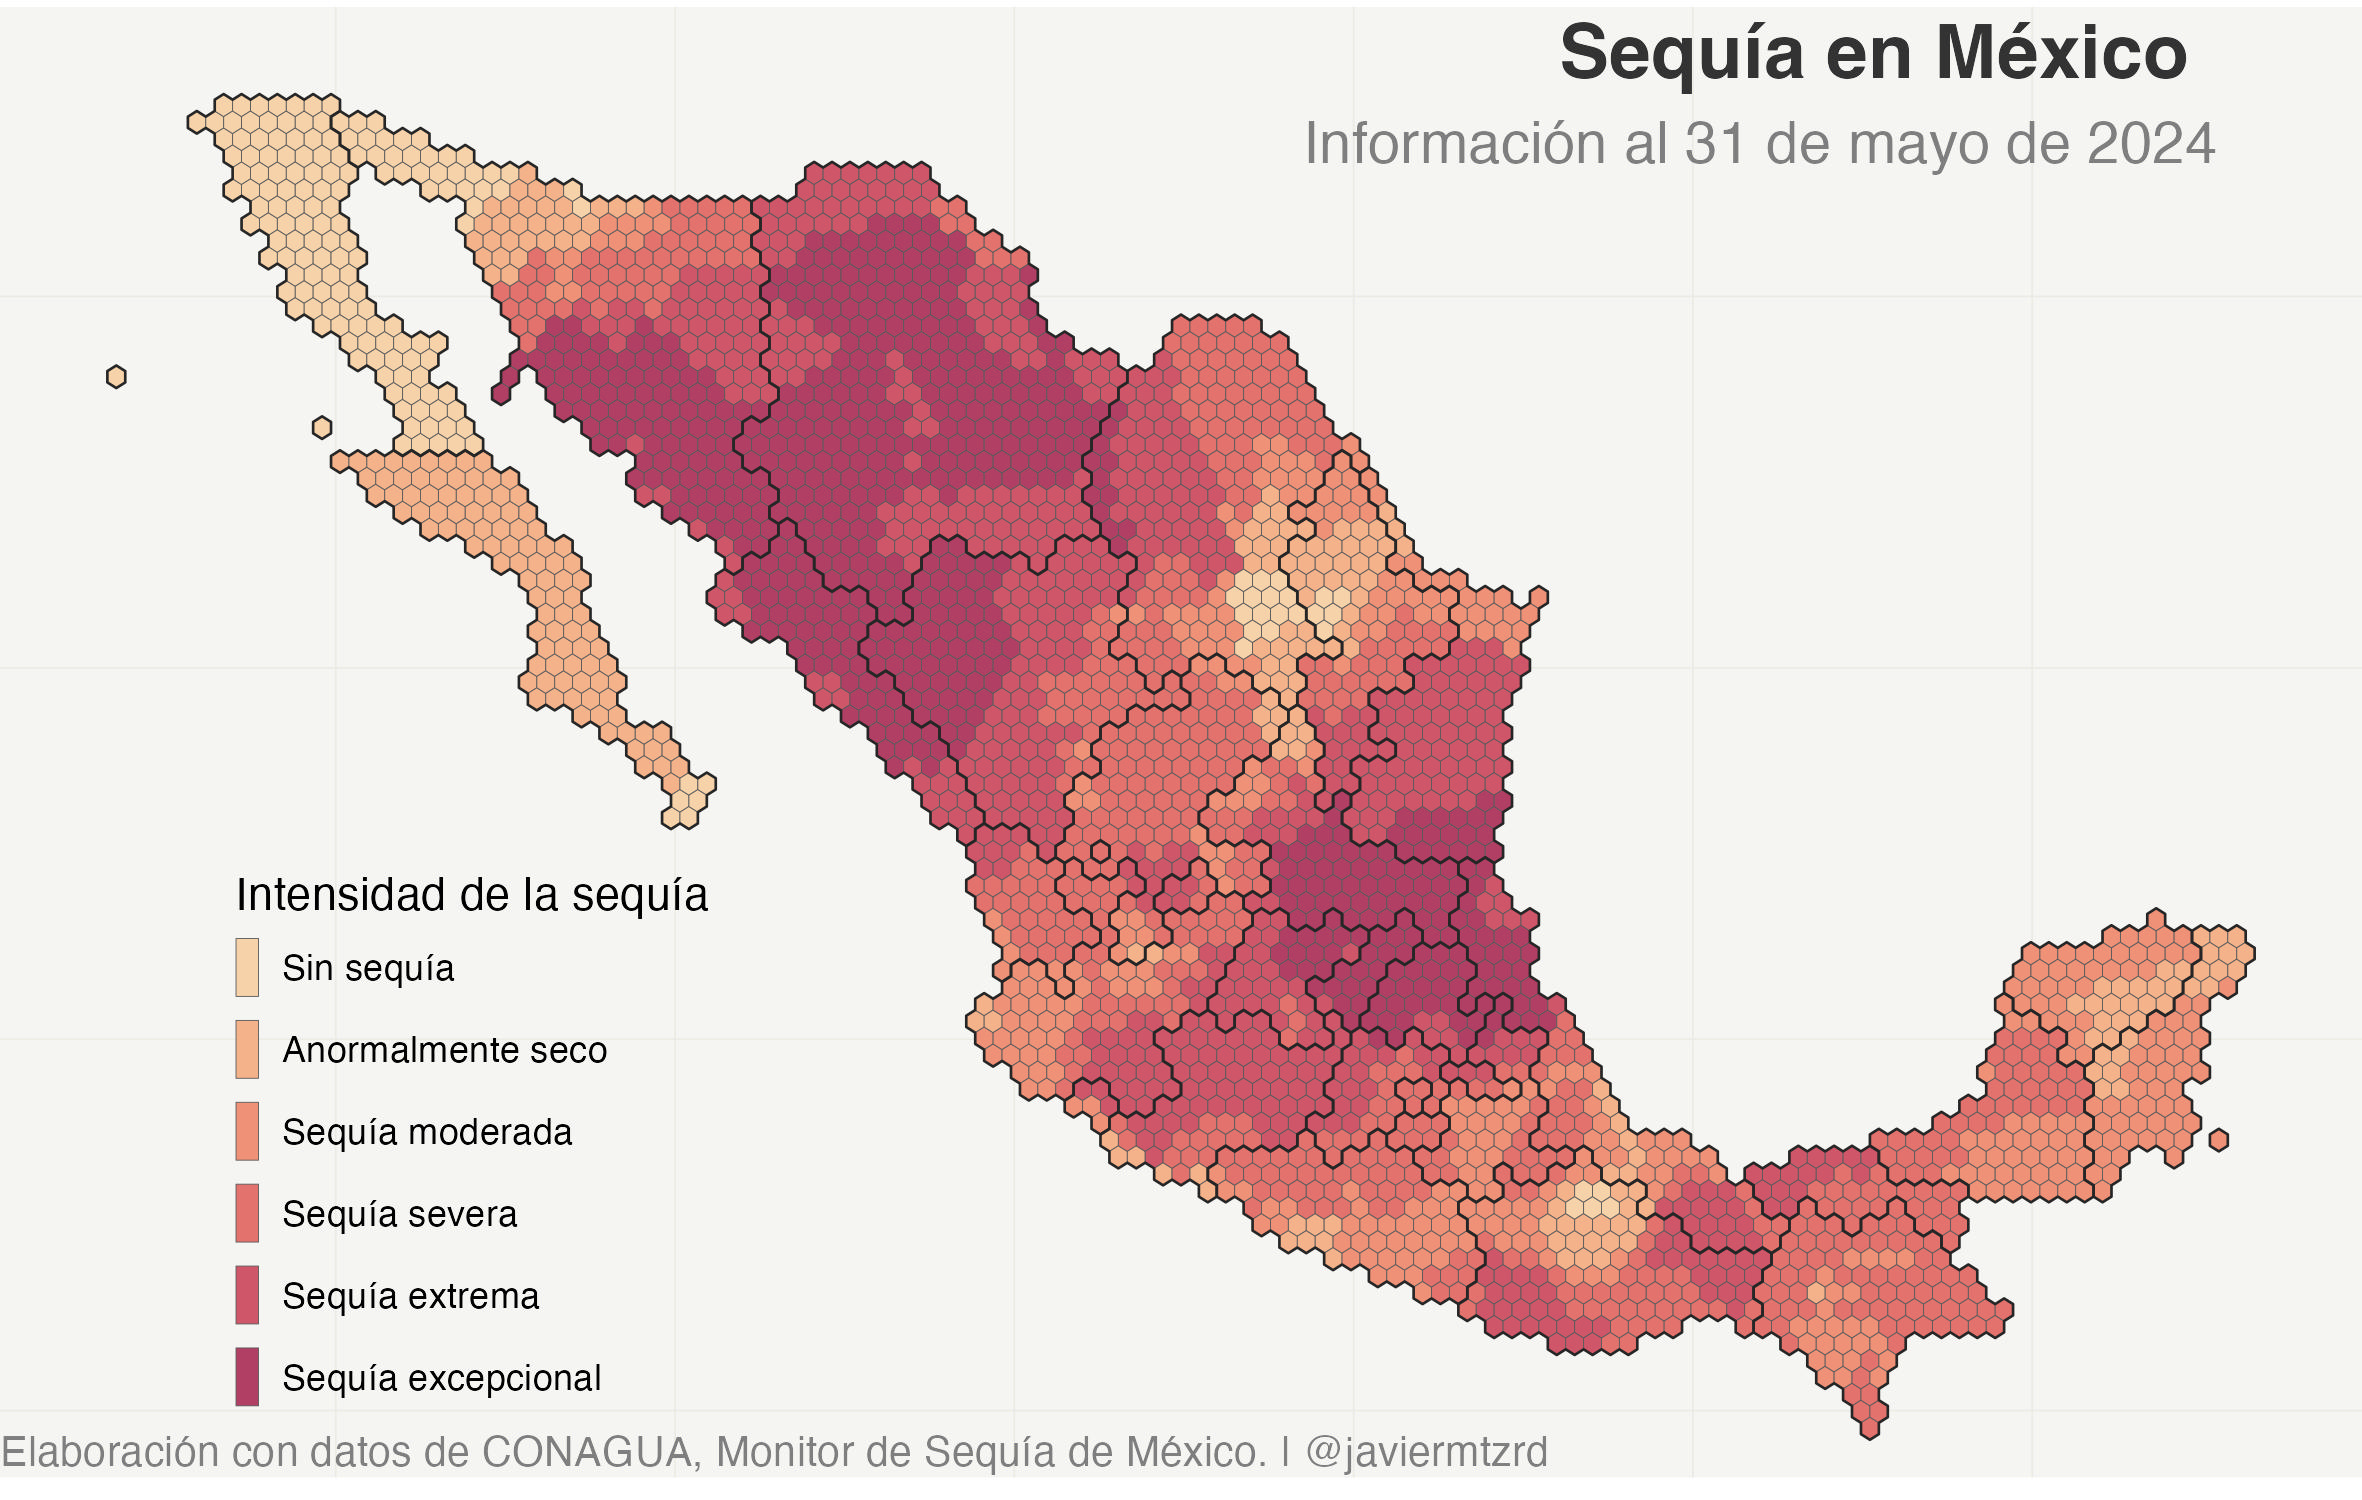 Sequía en México
Información al 31 de mayo de 2024
Intensidad de la sequía
Sin sequía
Anormalmente seco
Sequía moderada
Sequía severa
Sequía extrema
Sequía excepcional
Elaboración con datos de CONAGUA, Monitor de Sequía de México. | @javiermtzrd